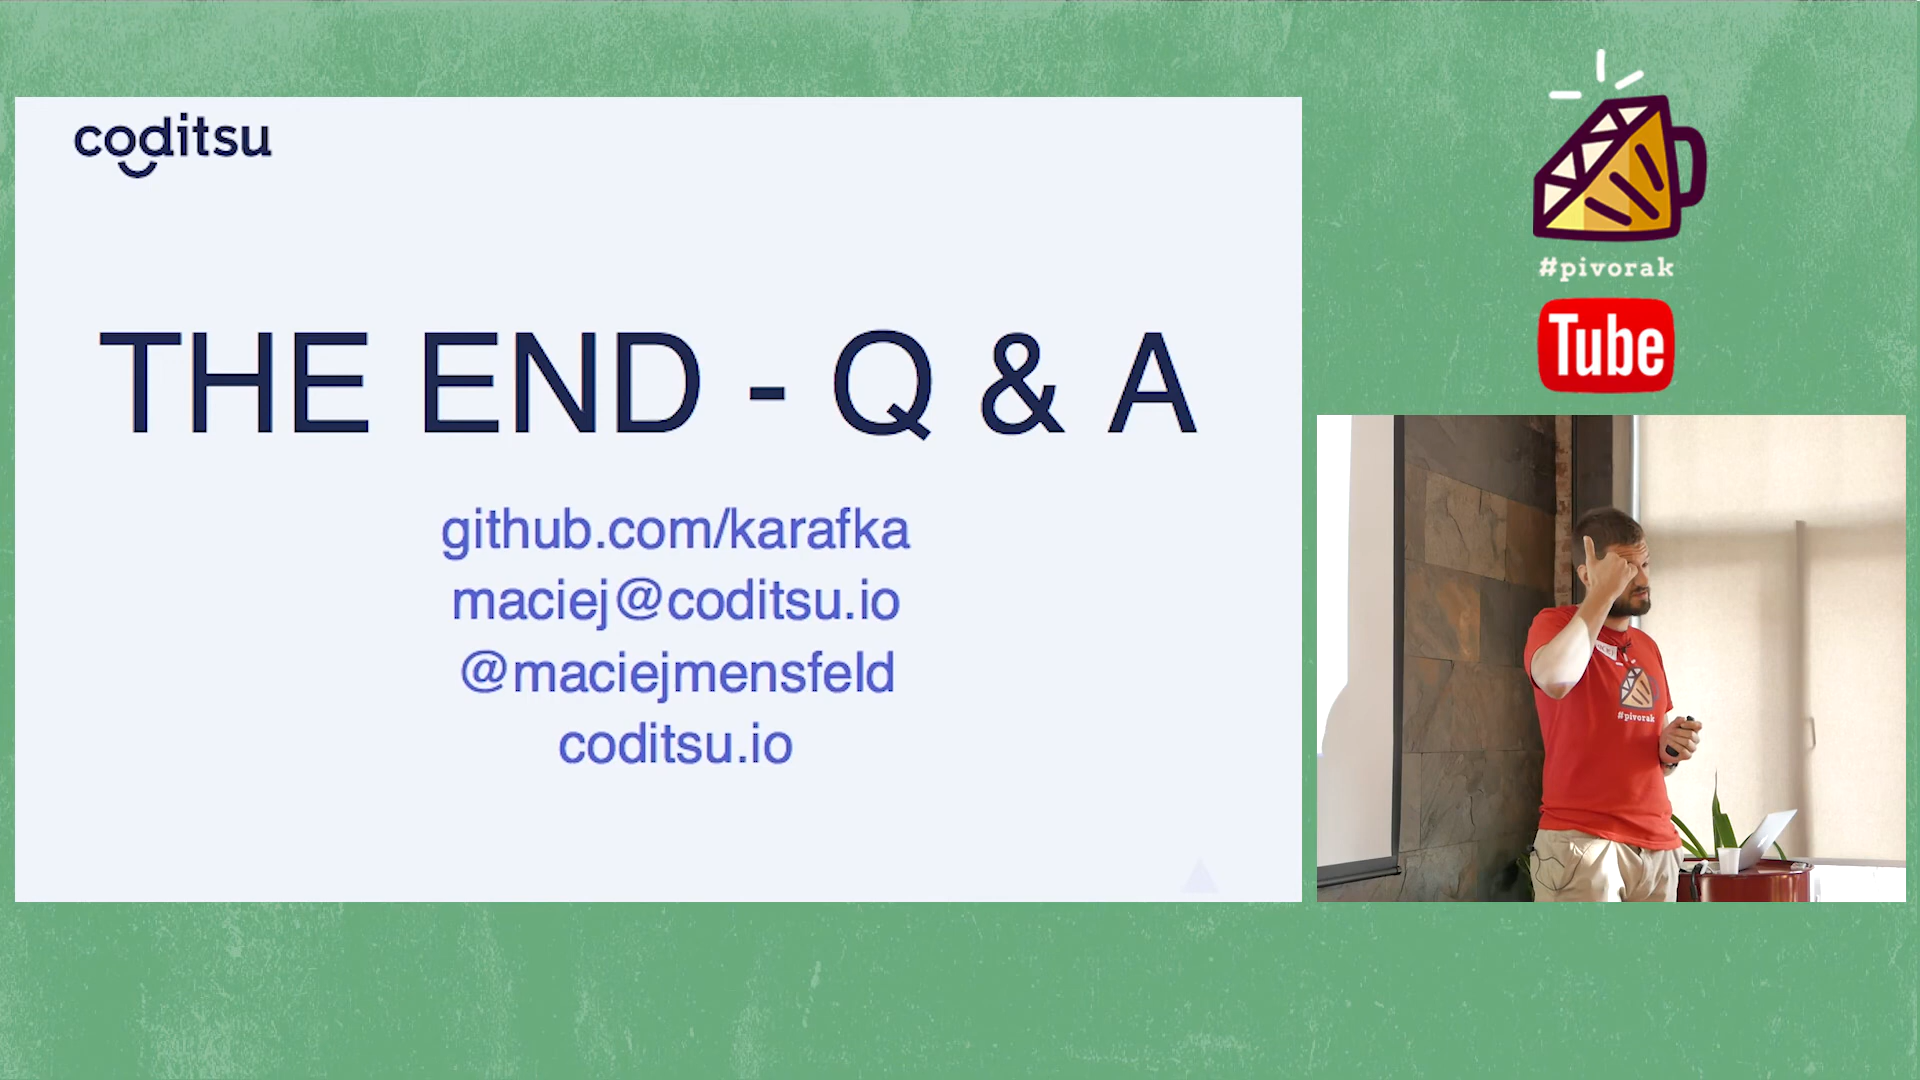 coditsu
THE END - Q & A
github.com/karafka
maciej@coditsu.io
@maciejmensfeld
coditsu.io
#pivorak
Tube
#pivorak